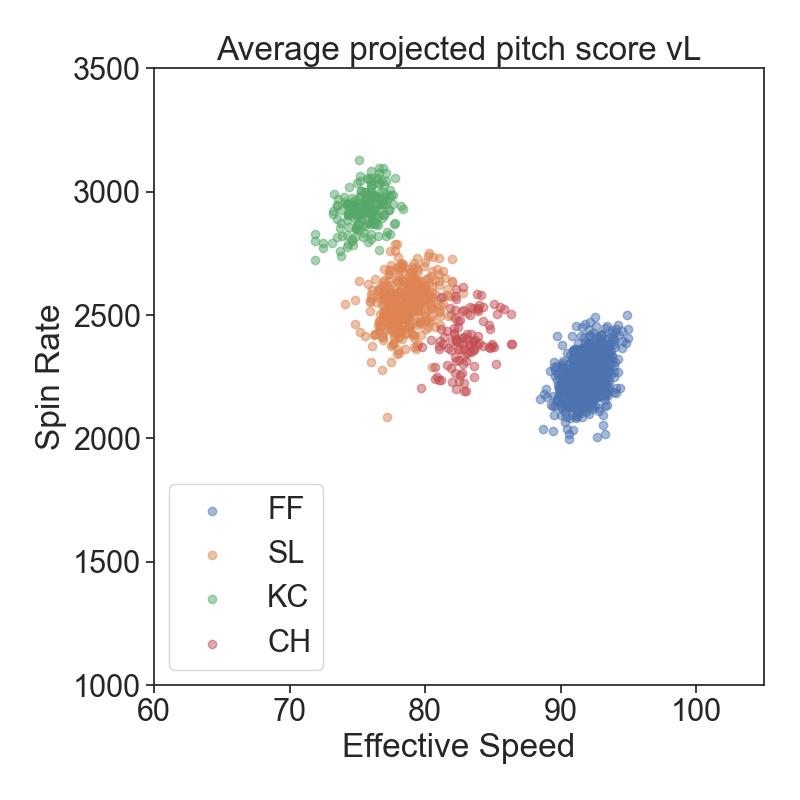 Average projected pitch score vL
3500
3000
2500
2000
1500
1000
Spin Rate
FF
SL
KC
CH
60 70 80 90 100
Effective Speed